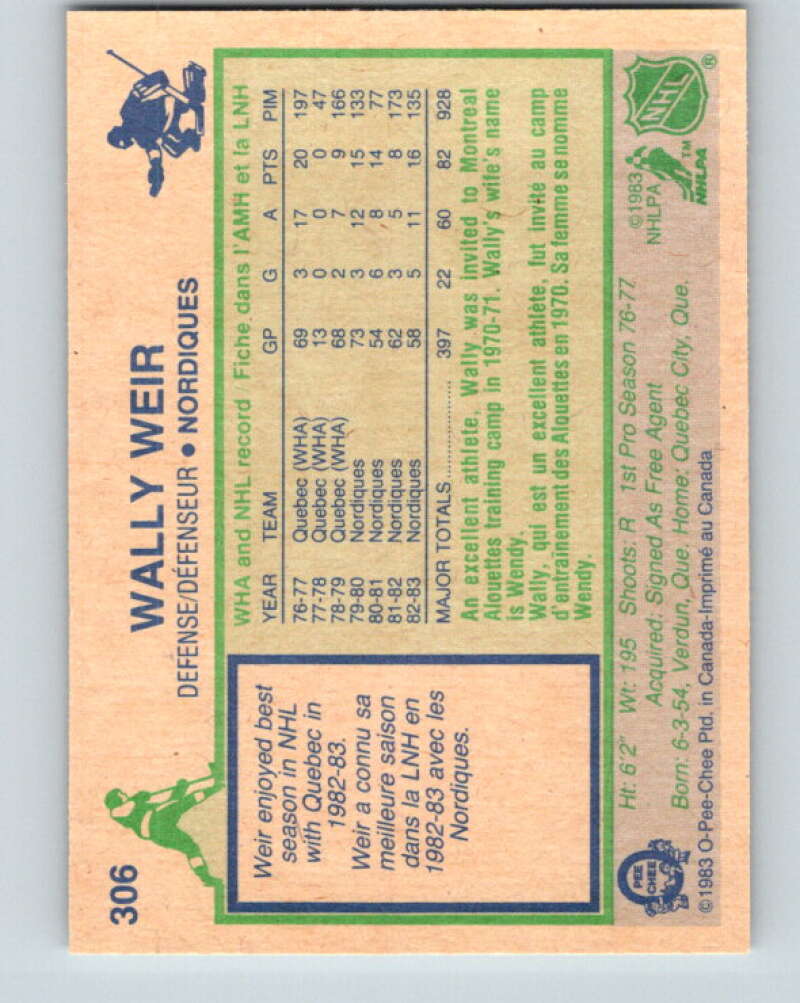 306
WALLY WEIR
DEFENSE/DÉFENSEUR • NORDIQUES
Weir enjoyed best
season in NHL
with Quebec in
1982-83.
Weir a connu sa
meilleure saison
dans la LNH en
1982-83 avec les
Nordiques.
WHA and NHL record Fiche dans l'AMH et la LNH
YEAR TEAM GP G A PTS PIM
76-77 Quebec (WHA) 69 3 17 20 197
77-78 Quebec (WHA) 13 0 0 0 47
78-79 Quebec (WHA) 68 2 7 9 166
79-80 Nordiques 73 3 12 15 133
80-81 Nordiques 54 6 8 14 77
81-82 Nordiques 62 3 5 8 173
82-83 Nordiques 58 5 11 16 135
MAJOR TOTALS.................... 397 22 60 82 928
An excellent athlete, Wally was invited to Montreal
Alouettes training camp in 1970-71. Wally's wife's name
is Wendy.
Wally, qui est un excellent athlète, fut invité au camp
d'entrainement des Alouettes en 1970. Sa femme se nomme
Wendy.
Ht: 6'2" Wt: 195 Shoots. R 1st Pro Season 76-77
Acquired: Signed As Free Agent
Born: 6-3-54, Verdun, Que. Home: Quebec City, Que.
©1983 O-Pee-Chee Ptd. in Canada-Imprimé au Canada
O
PEE
CHEE
©1983
NHLPA
TM
NHLPA
NHL
®